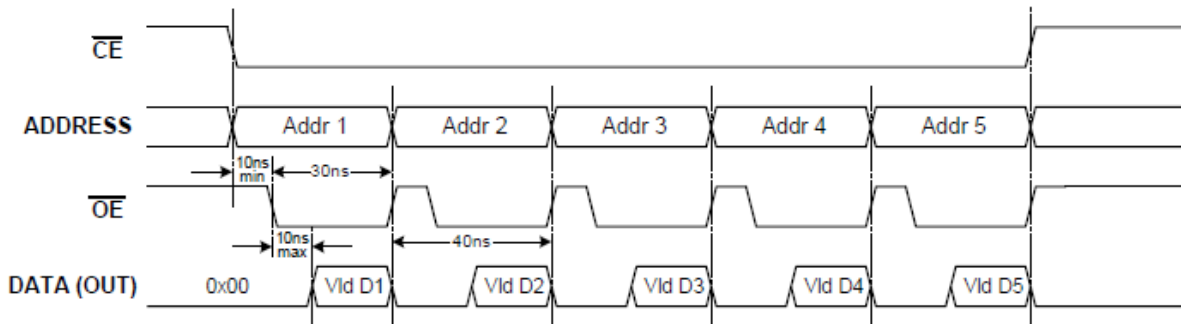 CE
ADDRESS Addr 1 Addr 2 Addr 3 Addr 4 Addr 5
10ns
min
30ns
OE
10ns
max
40ns
DATA (OUT) 0x00 Vld D1 Vld D2 Vld D3 Vld D4 Vld D5